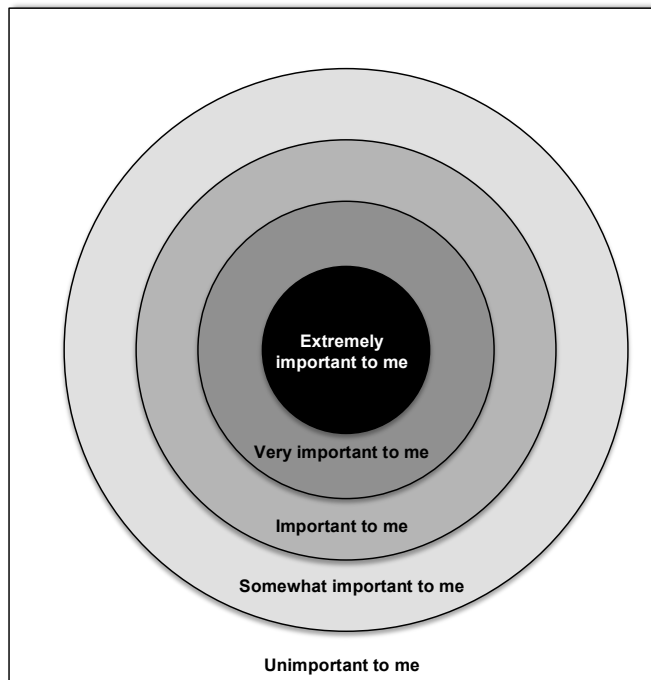 Extremely
important to me
Very important to me
Important to me
Somewhat important to me
Unimportant to me